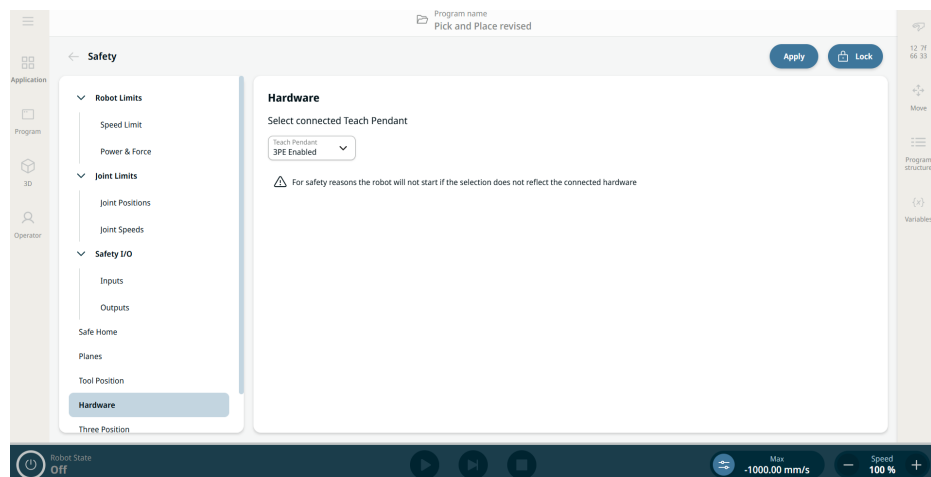 Program name
Pick and Place revised
Safety
Apply
Lock
12 7f
66 33
Application
Program
3D
Operator
Robot Limits
Speed Limit
Power & Force
Joint Limits
Joint Positions
Joint Speeds
Safety I/O
Inputs
Outputs
Safe Home
Planes
Tool Position
Hardware
Three Position
Hardware
Select connected Teach Pendant
Teach Pendant
3PE Enabled
For safety reasons the robot will not start if the selection does not reflect the connected hardware
Move
Program
structure
{x}
Variables
Robot State
Off
Max
-1000.00 mm/s
Speed
100 %